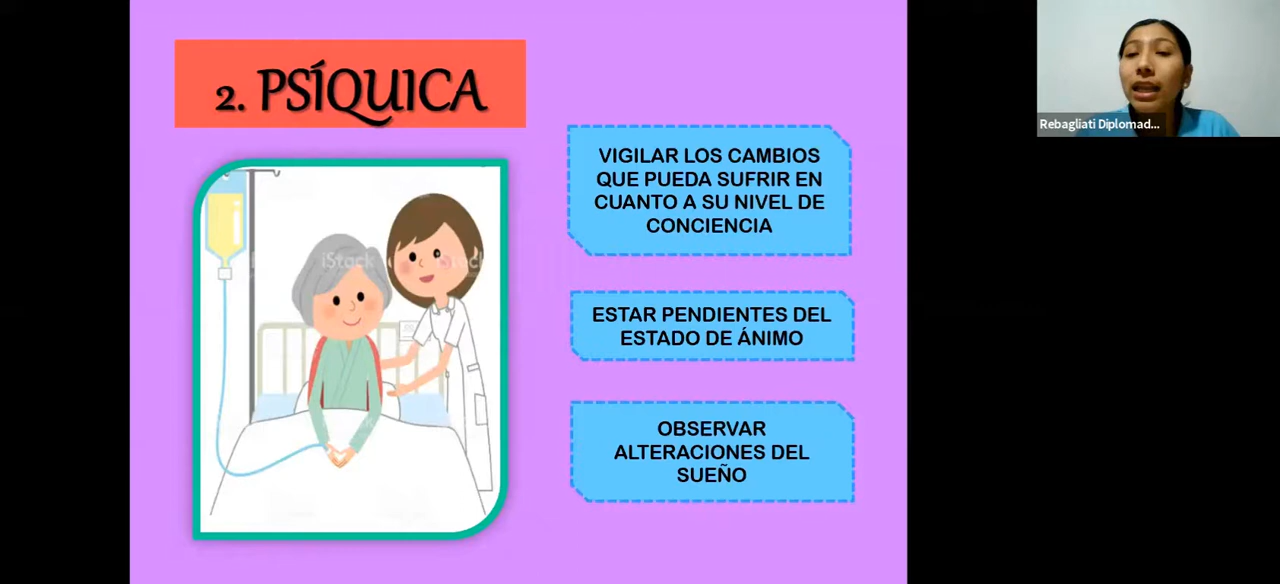 2. PSÍQUICA
VIGILAR LOS CAMBIOS
QUE PUEDA SUFRIR EN
CUANTO A SU NIVEL DE
CONCIENCIA
ESTAR PENDIENTES DEL
ESTADO DE ÁNIMO
OBSERVAR
ALTERACIONES DEL
SUEÑO
iStock
Rebagliati Diplomad...